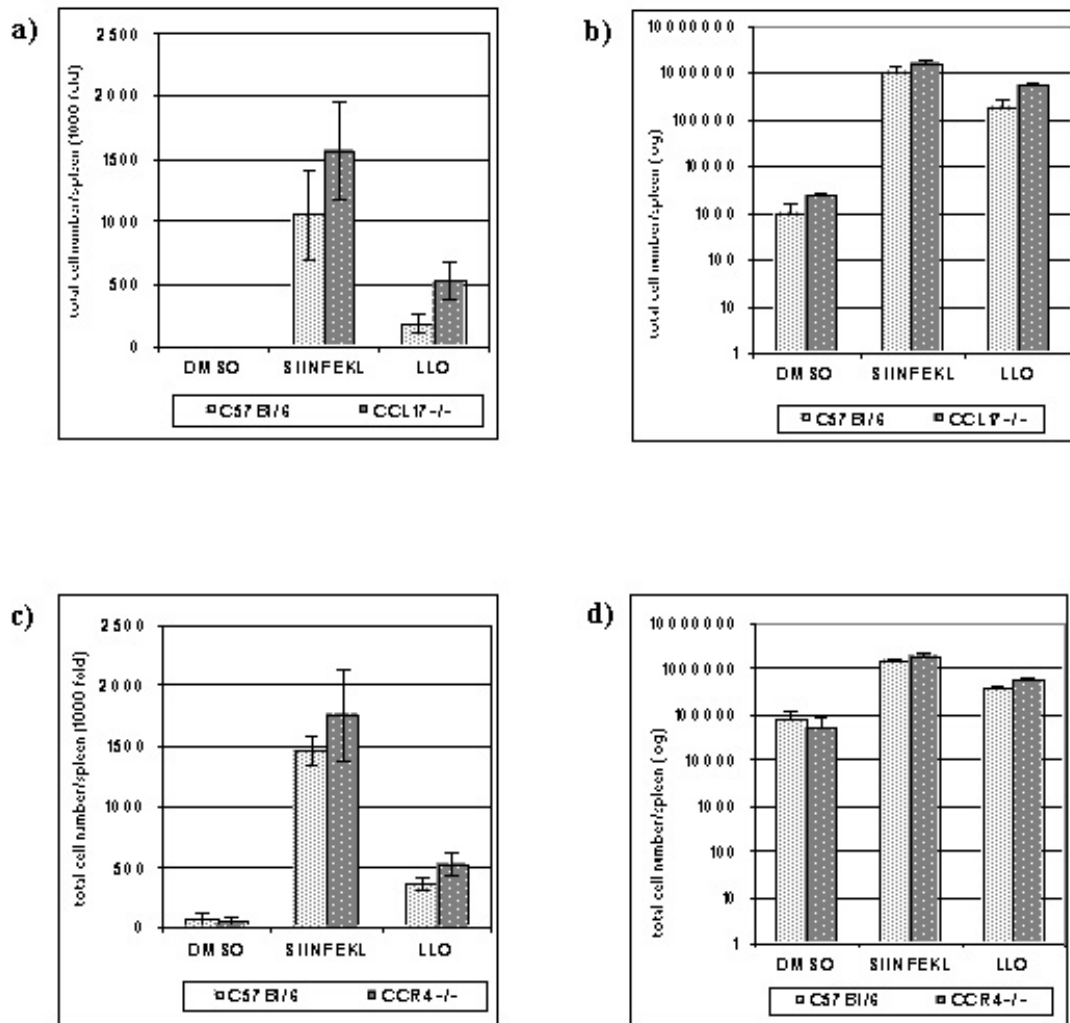 a)
total cell number/spleen (1000 fold)
2500
2000
1500
1000
500
0
DMSO SIINFEKL LLO
C57 Bl/6 CCL17-/-
b)
total cell number/spleen (log)
10000000
1000000
100000
10000
1000
100
10
1
DMSO SIINFEKL LLO
C57 Bl/6 CCL17-/-
c)
total cell number/spleen (1000 fold)
2500
2000
1500
1000
500
0
DMSO SIINFEKL LLO
C57 Bl/6 CCR4-/-
d)
total cell number/spleen (log)
10000000
1000000
100000
10000
1000
100
10
1
DMSO SIINFEKL LLO
C57 Bl/6 CCR4-/-